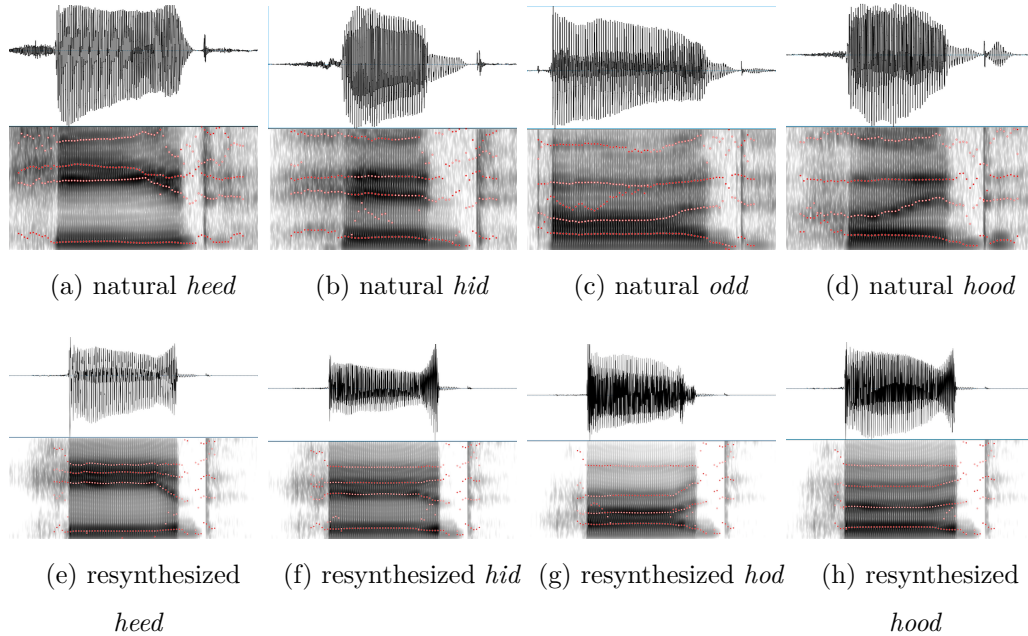 (a) natural heed
(b) natural hid
(c) natural odd
(d) natural hood
(e) resynthesized
heed
(f) resynthesized hid
(g) resynthesized hod
(h) resynthesized
hood